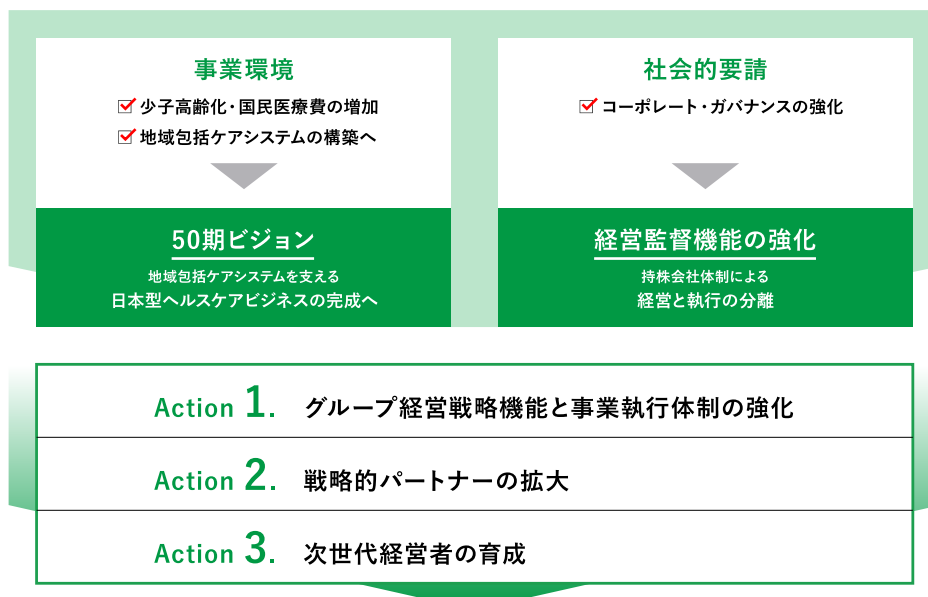 事業環境
少子高齢化・国民医療費の増加
地域包括ケアシステムの構築へ
50期ビジョン
地域包括ケアシステムを支える
日本型ヘルスケアビジネスの完成へ
社会的要請
コーポレート・ガバナンスの強化
経営監督機能の強化
持株会社体制による
経営と執行の分離
Action 1. グループ経営戦略機能と事業執行体制の強化
Action 2. 戦略的パートナーの拡大
Action 3. 次世代経営者の育成